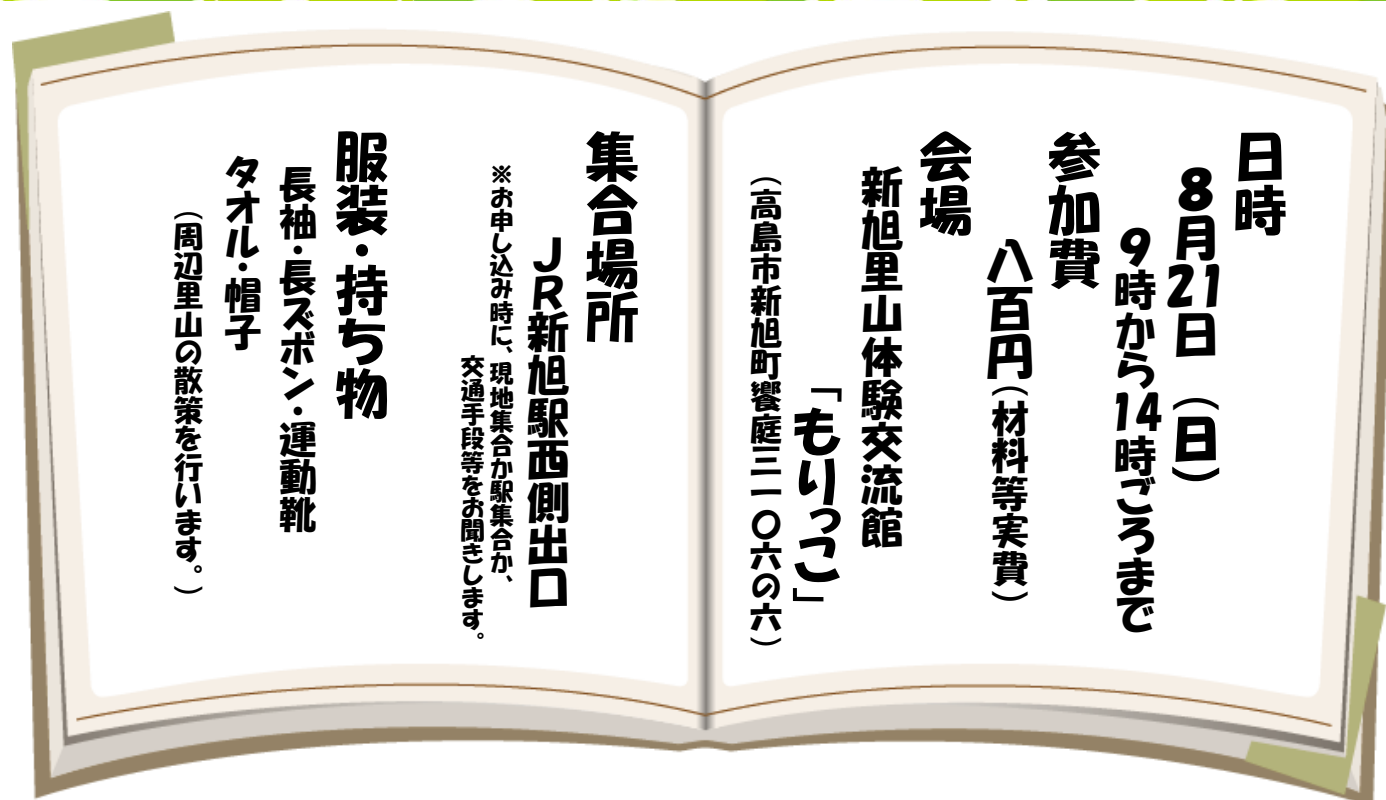 日時
8月21日（日）
9時から14時ごろまで
参加費
八百円（材料等実費）
会場
新旭里山体験交流館
「もりっこ」
（高島市新旭町饗庭三一〇六の六）
集合場所
JR新旭駅西側出口
※お申し込み時に、現地集合か駅集合か、
交通手段等をお聞きします。
服装・持ち物
長袖・長ズボン・運動靴
タオル・帽子
（周辺里山の散策を行います。）